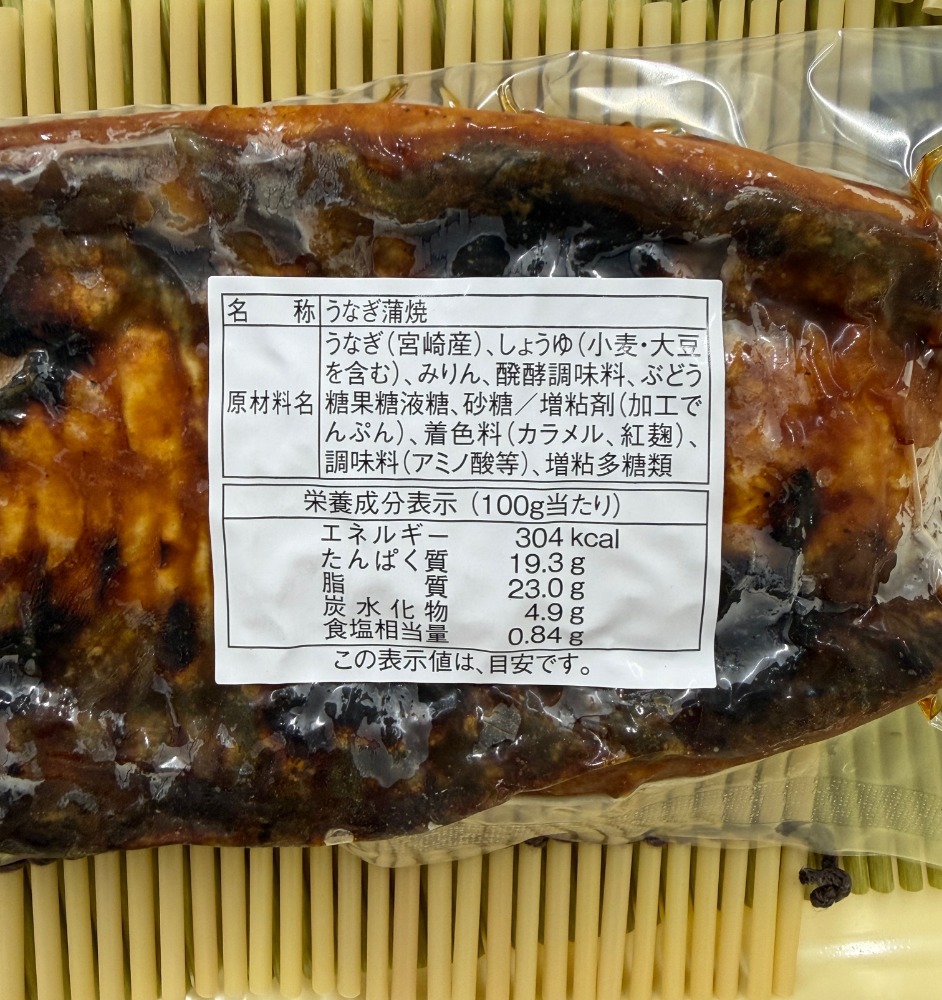 名 称 うなぎ蒲焼
原材料名 うなぎ(宮崎産)、しょうゆ(小麦・大豆
を含む)、みりん、醗酵調味料、ぶどう
糖果糖液糖、砂糖／増粘剤(加工で
んぷん)、着色料(カラメル、紅麹)、
調味料(アミノ酸等)、増粘多糖類
栄養成分表示 (100g当たり)
エネルギー 304 kcal
たんぱく質 19.3 g
脂質 23.0 g
炭水化物 4.9 g
食塩相当量 0.84 g
この表示値は、目安です。